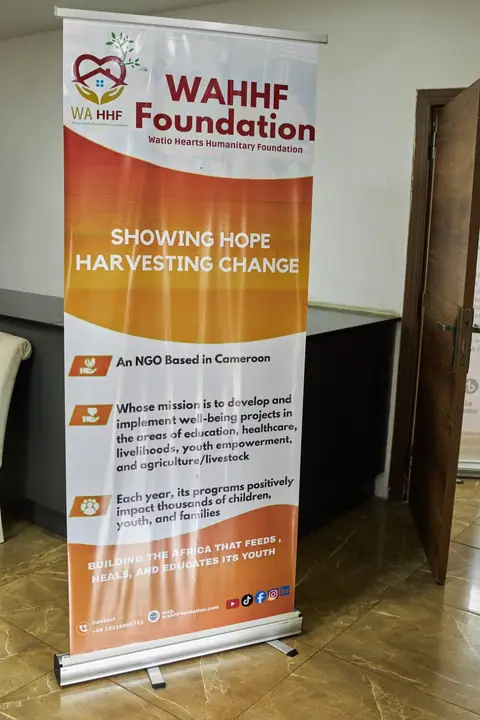 WA HHF
WAHHF
Foundation
Watio Hearts Humanitary Foundation
SHOWING HOPE
HARVESTING CHANGE
An NGO Based in Cameroon
Whose mission is to develop and
implement well-being projects in
the areas of education, healthcare,
livelihoods, youth empowerment,
and agriculture/livestock
Each year, its programs positively
impact thousands of children,
youth, and families
BUILDING THE AFRICA THAT FEEDS ,
HEALS, AND EDUCATES ITS YOUTH
Contact
Web
wahhfoundation.com